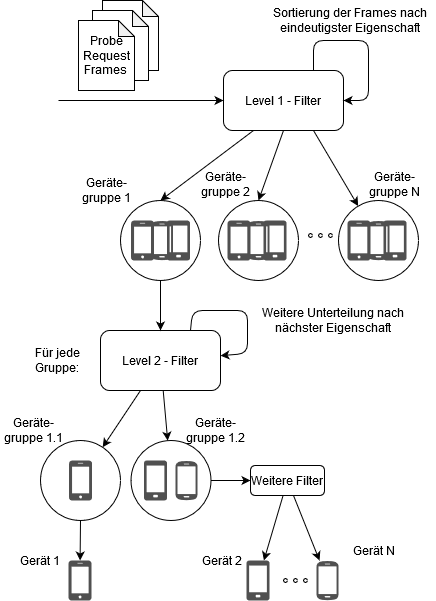 Sortierung der Frames nach
eindeutigster Eigenschaft
Probe
Request
Frames
Level 1 - Filter
Geräte-
gruppe 1
Geräte-
gruppe 2
Geräte-
gruppe N
Weitere Unterteilung nach
nächster Eigenschaft
Für jede
Gruppe:
Level 2 - Filter
Geräte-
gruppe 1.1
Geräte-
gruppe 1.2
Weitere Filter
Gerät 1
Gerät 2
Gerät N